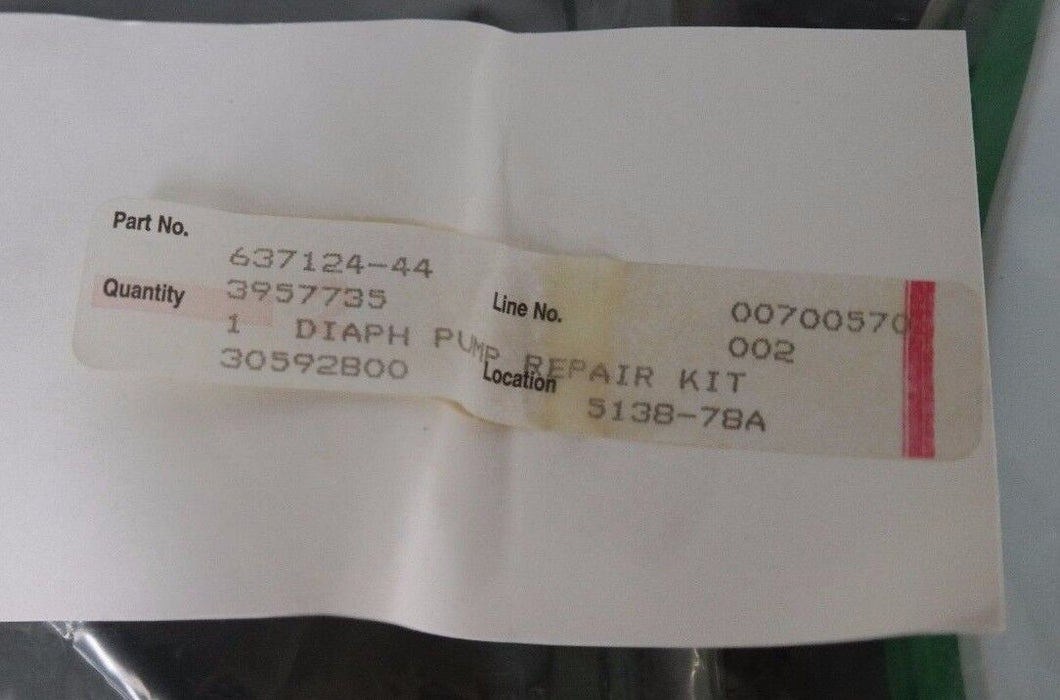 Part No.
637124-44
Quantity 3957735 Line No. 00700570
1 DIAPH PUMP REPAIR KIT 002
30592800 Location 5138-78A